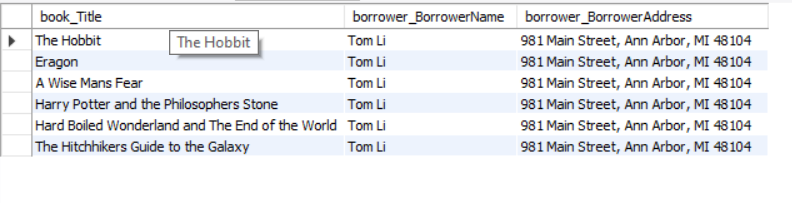 book_Title borrower_BorrowerName borrower_BorrowerAddress
The Hobbit The Hobbit Tom Li 981 Main Street, Ann Arbor, MI 48104
Eragon Tom Li 981 Main Street, Ann Arbor, MI 48104
A Wise Mans Fear Tom Li 981 Main Street, Ann Arbor, MI 48104
Harry Potter and the Philosophers Stone Tom Li 981 Main Street, Ann Arbor, MI 48104
Hard Boiled Wonderland and The End of the World Tom Li 981 Main Street, Ann Arbor, MI 48104
The Hitchhikers Guide to the Galaxy Tom Li 981 Main Street, Ann Arbor, MI 48104